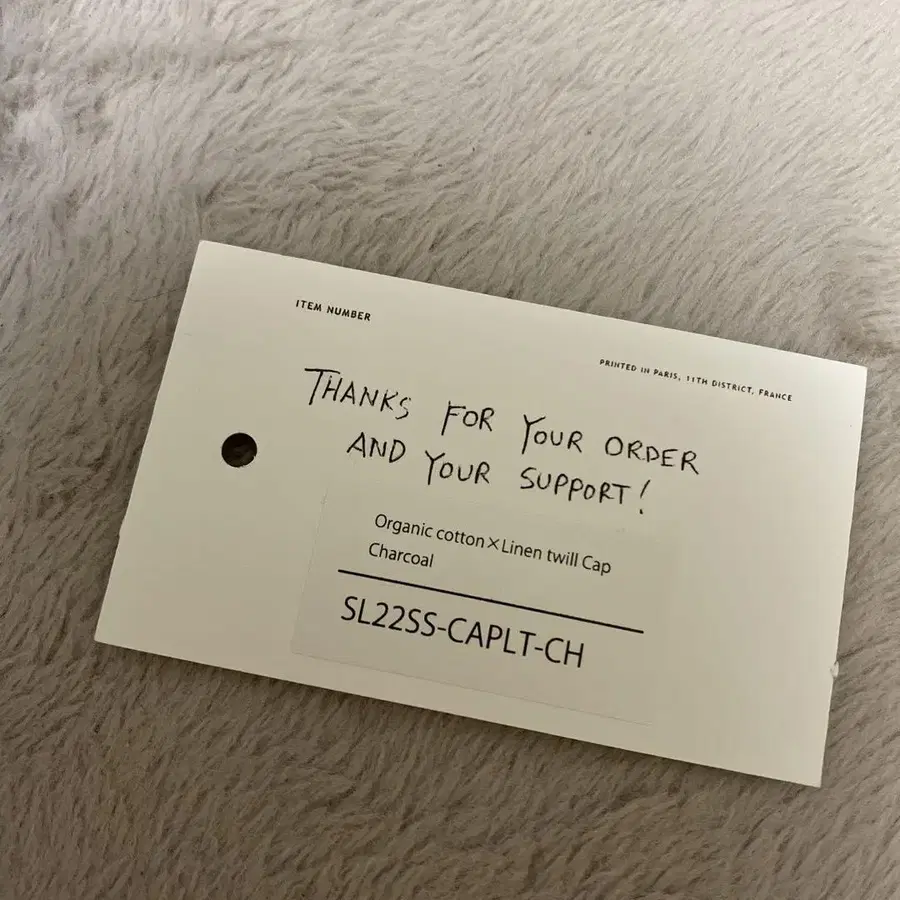 ITEM NUMBER
PRINTED IN PARIS, 11TH DISTRICT, FRANCE
THANKS FOR YOUR ORDER
AND YOUR SUPPORT!
Organic cotton×Linen twill Cap
Charcoal
SL22SS-CAPLT-CH